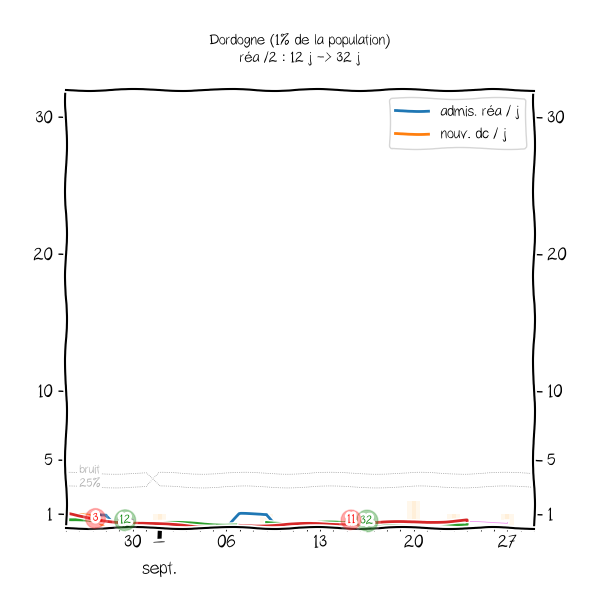 Dordogne (1% de la population)
réa /2 : 12 j -> 32 j
admis. réa / j
nouv. dc / j
30 30
20 20
10 10
5 5
bruit
25%
1 1
3 12 11 32
30 06 13 20 27
sept.